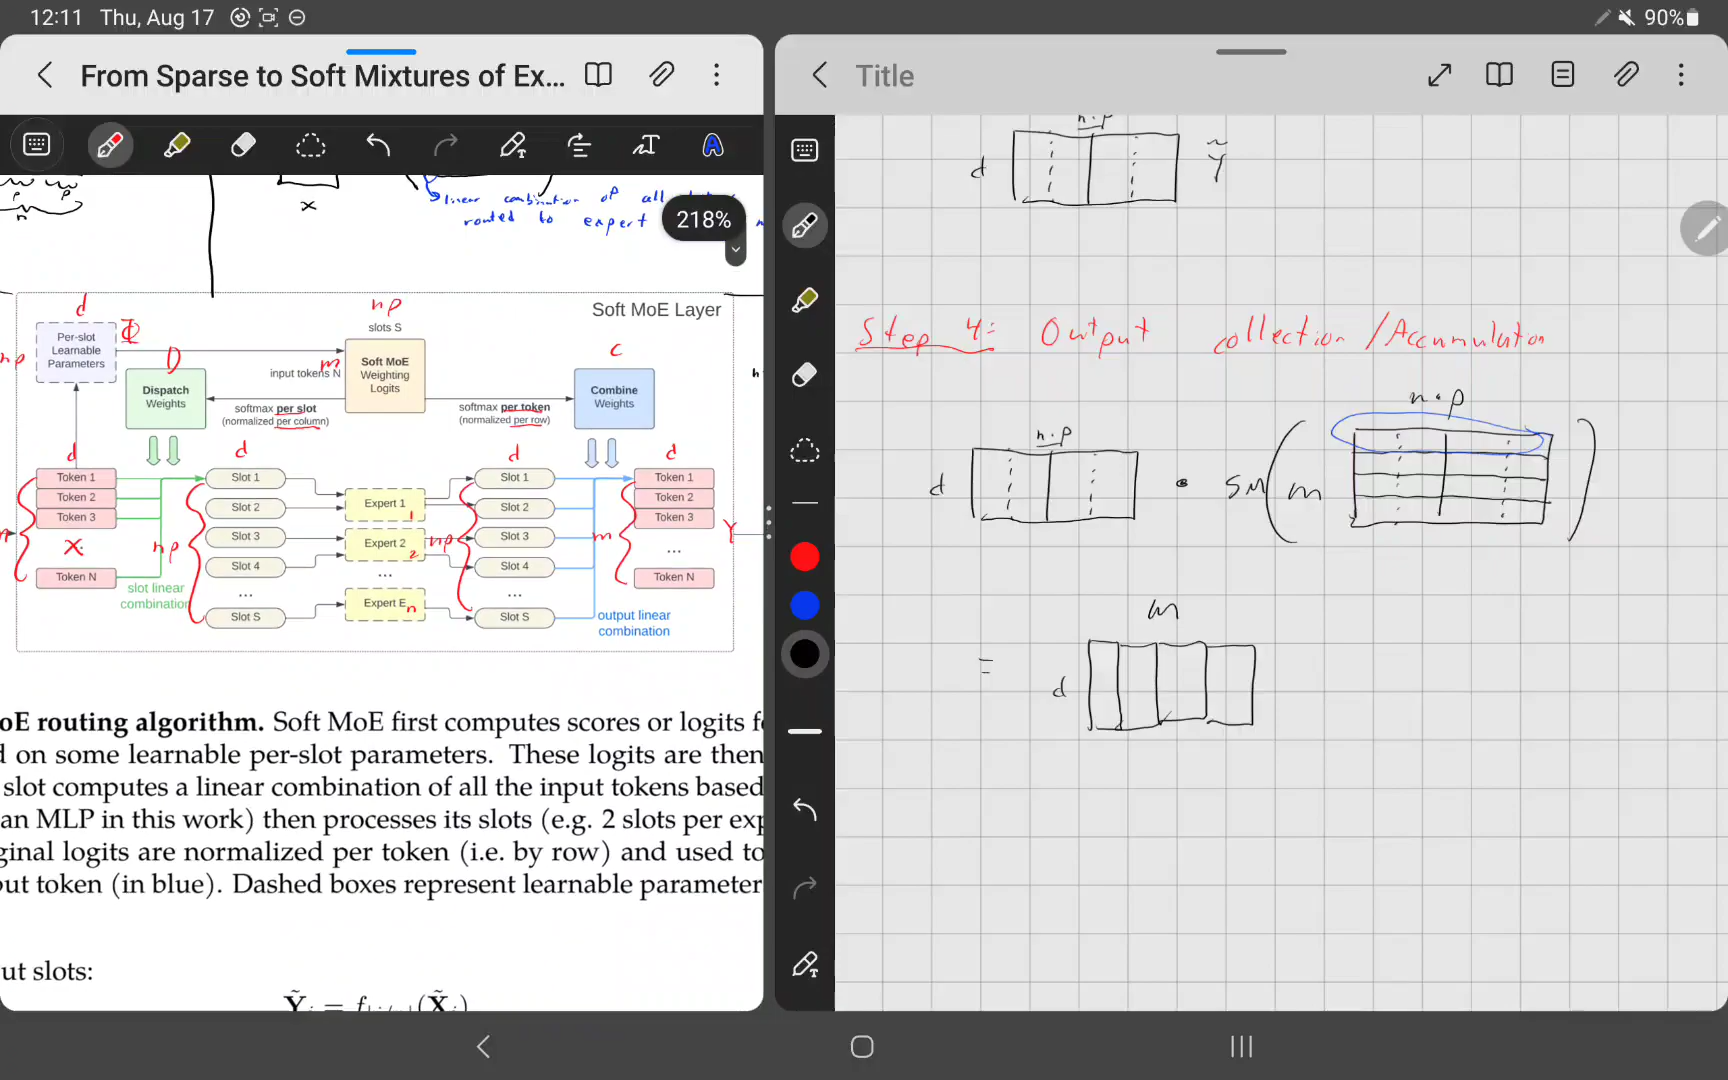 12:11 Thu, Aug 17
90%
From Sparse to Soft Mixtures of Ex...
218%
p p
n
x
linear combination of all
routed to expert
Soft MoE Layer
d
np
slots S
np
Per-slot
Learnable
Parameters
Φ
D
input tokens N
m
Soft MoE
Weighting
Logits
C
Dispatch
Weights
softmax per slot
(normalized per column)
softmax per token
(normalized per row)
Combine
Weights
d
d
d
d
Token 1
Token 2
Token 3
X
Token N
np
slot linear
combination
Slot 1
Slot 2
Slot 3
Slot 4
...
Slot S
Expert 1
1
Expert 2
2
...
Expert E
n
np
Slot 1
Slot 2
Slot 3
Slot 4
...
Slot S
output linear
combination
m
Token 1
Token 2
Token 3
...
Token N
Y
oE routing algorithm. Soft MoE first computes scores or logits f
d on some learnable per-slot parameters. These logits are then
slot computes a linear combination of all the input tokens based
an MLP in this work) then processes its slots (e.g. 2 slots per exp
ginal logits are normalized per token (i.e. by row) and used to
out token (in blue). Dashed boxes represent learnable parameter
ut slots:
Title
n·p
d
Ỹ
Step 4: Output collection/Accumulation
n·p
d
n·p
· SM( m )
= d
m